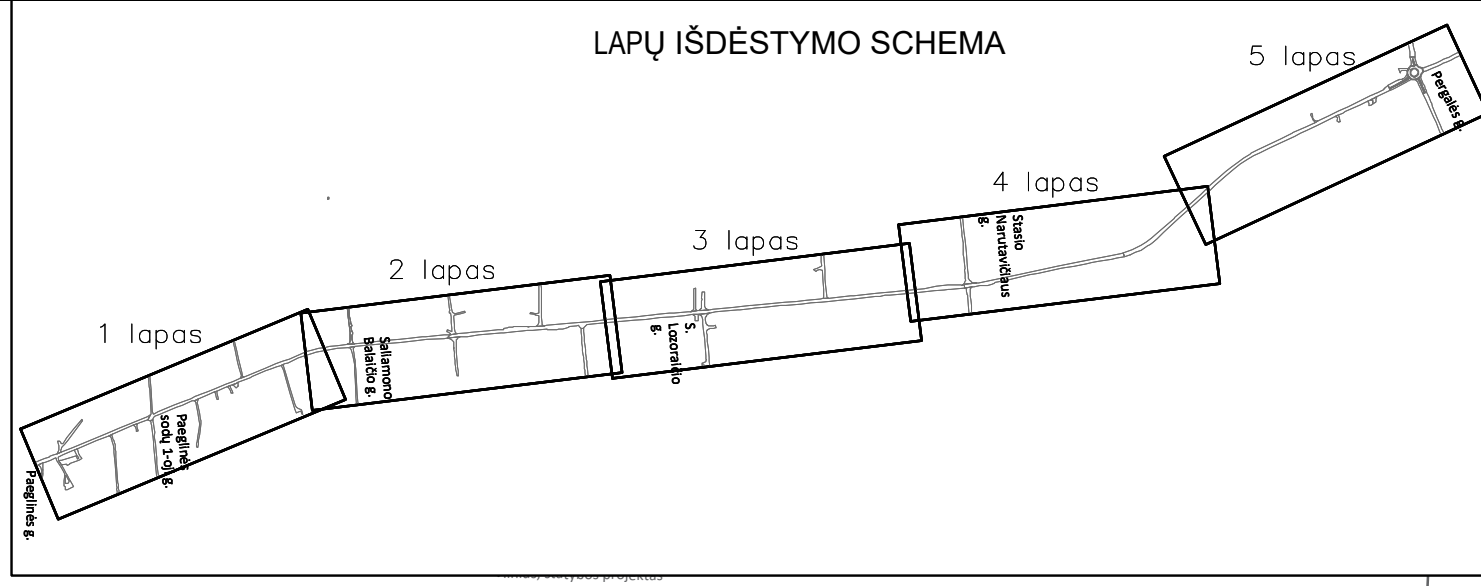 LAPŲ IŠDĖSTYMO SCHEMA
5 lapas
Pergalės g.
4 lapas
Stasio
Narutavičiaus
g.
3 lapas
S.
Lozoraičio
g.
2 lapas
Saliamono
Balaičio g.
1 lapas
Paeglinės
sodų 1-oji g.
Paeglinės g.
statybos projektas